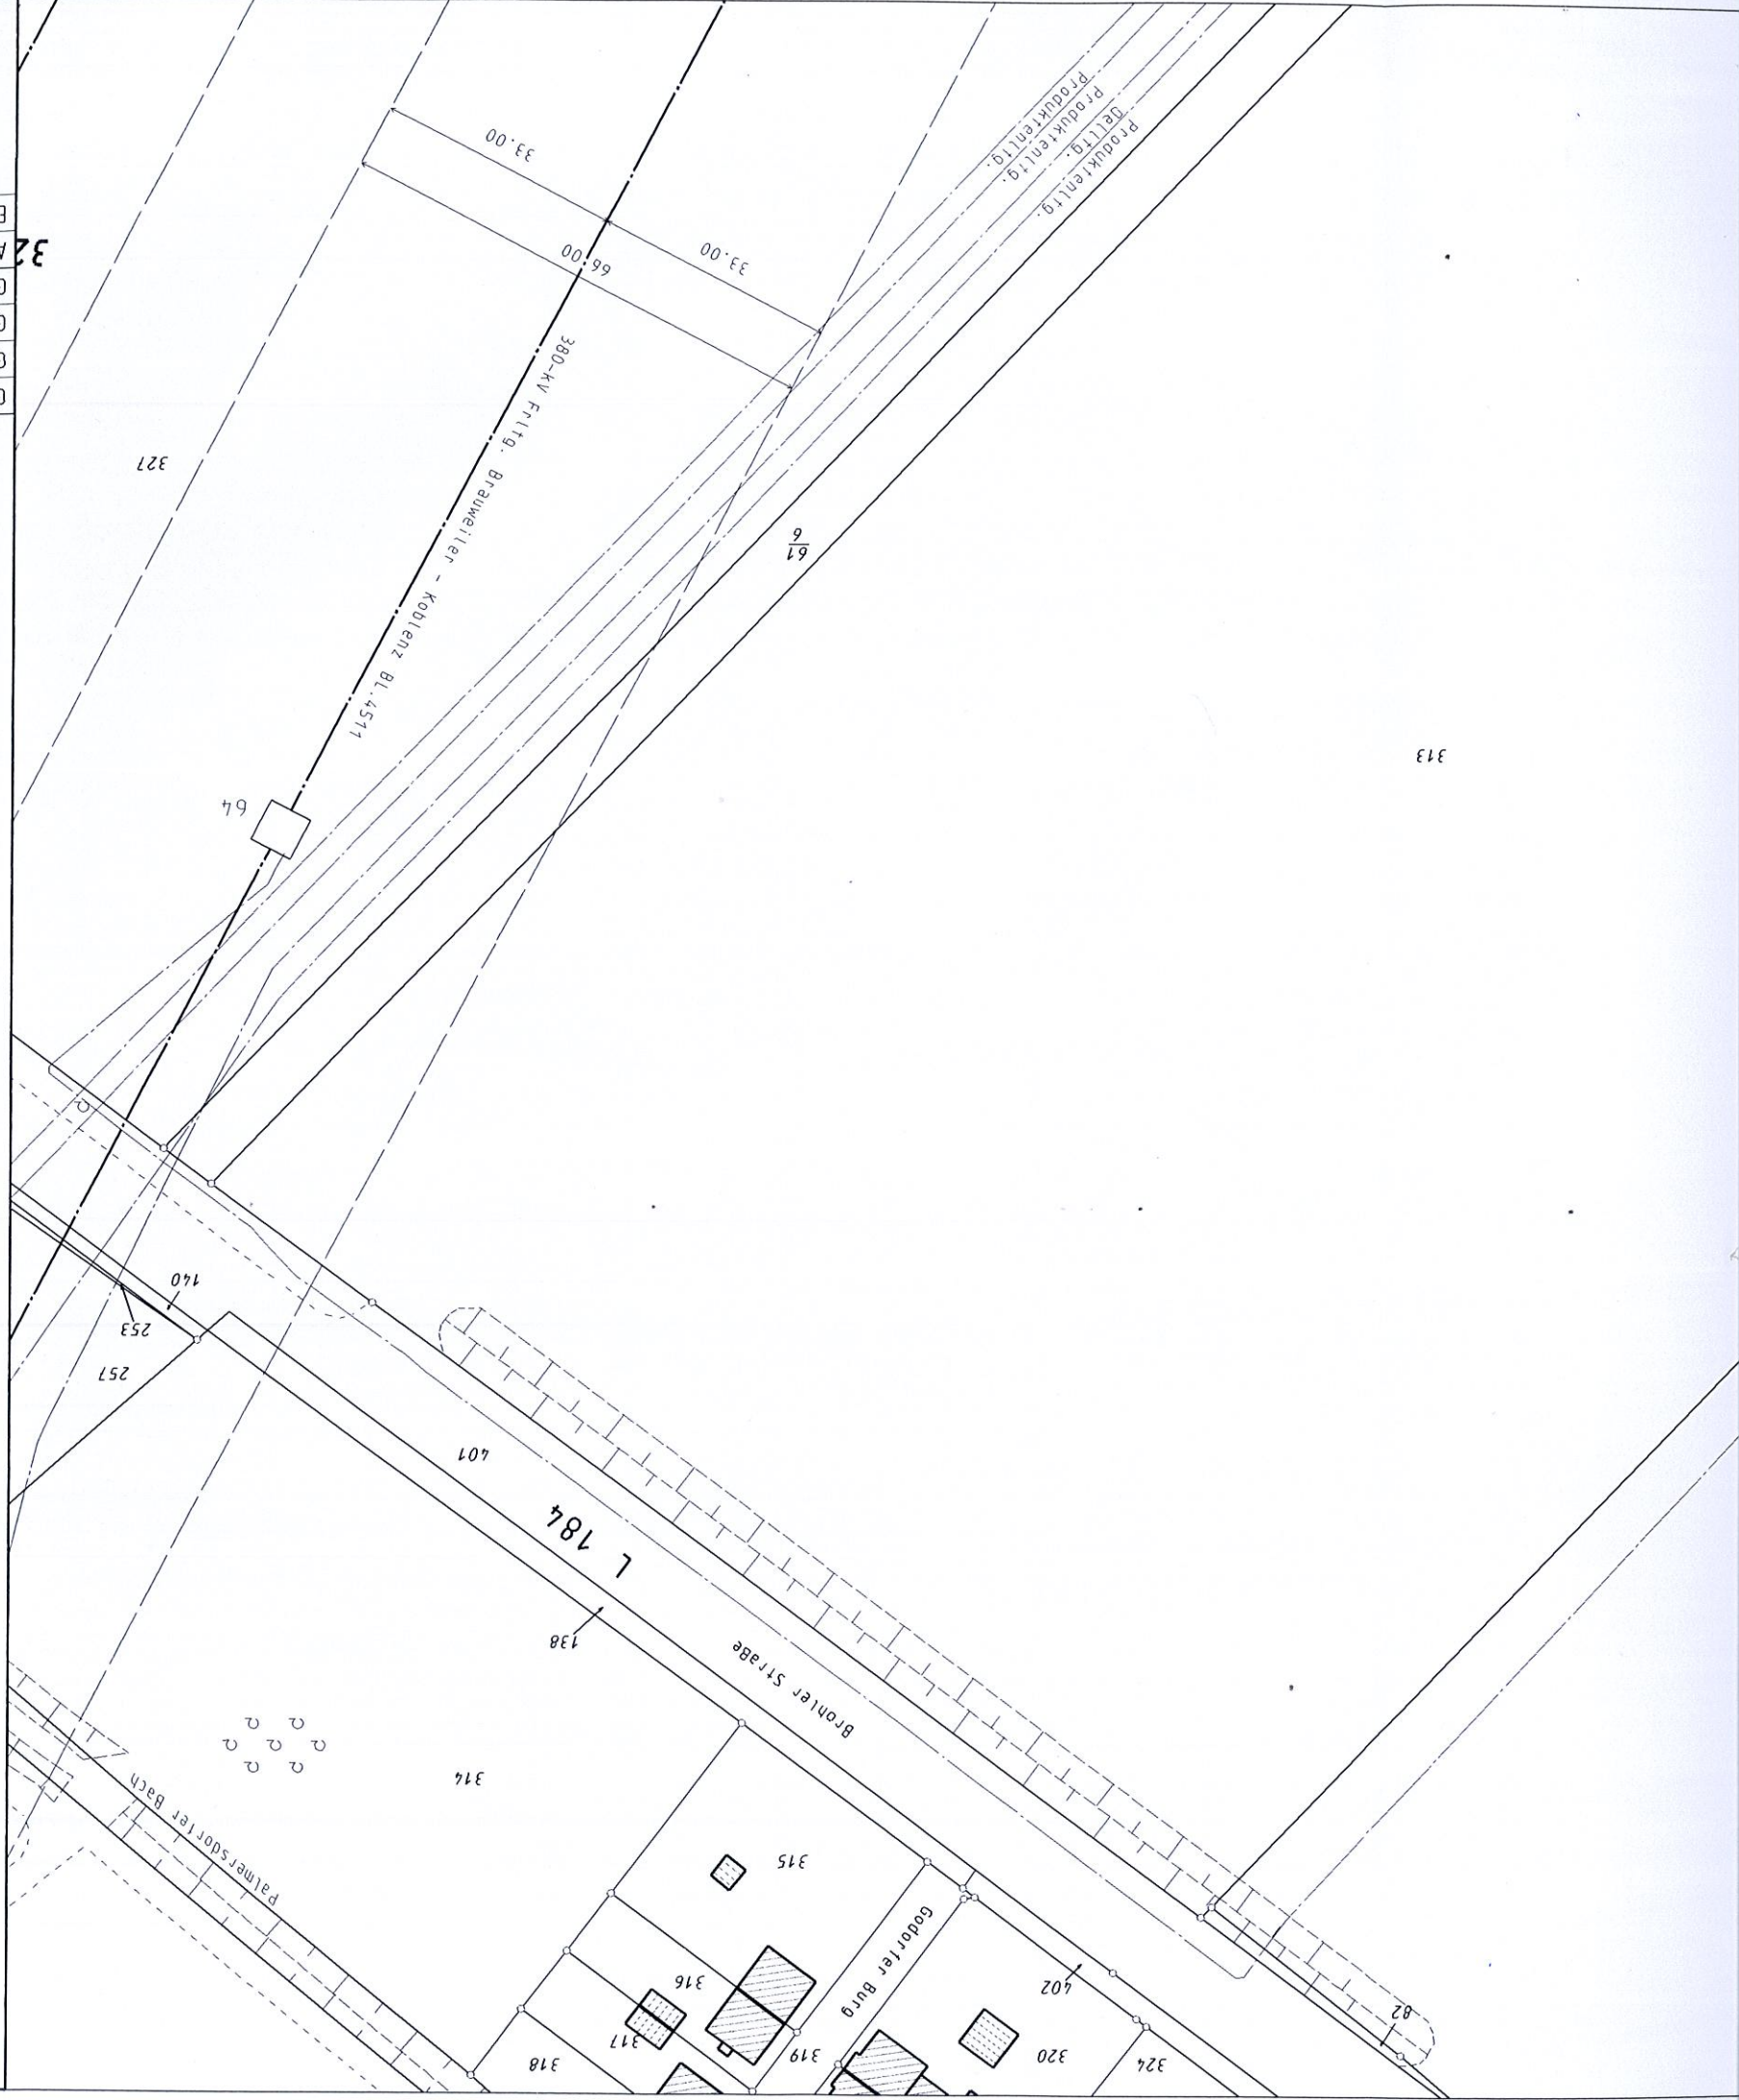 82
324
320
402
319
318
317
316
Godorfer Burg
315
Palmersdorfer Bach
314
Brohler Straße
138
L 184
401
257
253
140
64
313
380-kV Frltg. Brauweiler - Koblenz Bl.4511
61
6
327
66.00
33.00
33.00
32
Produktenltg.
Oelltg.
Produktenltg.
Produktenltg.